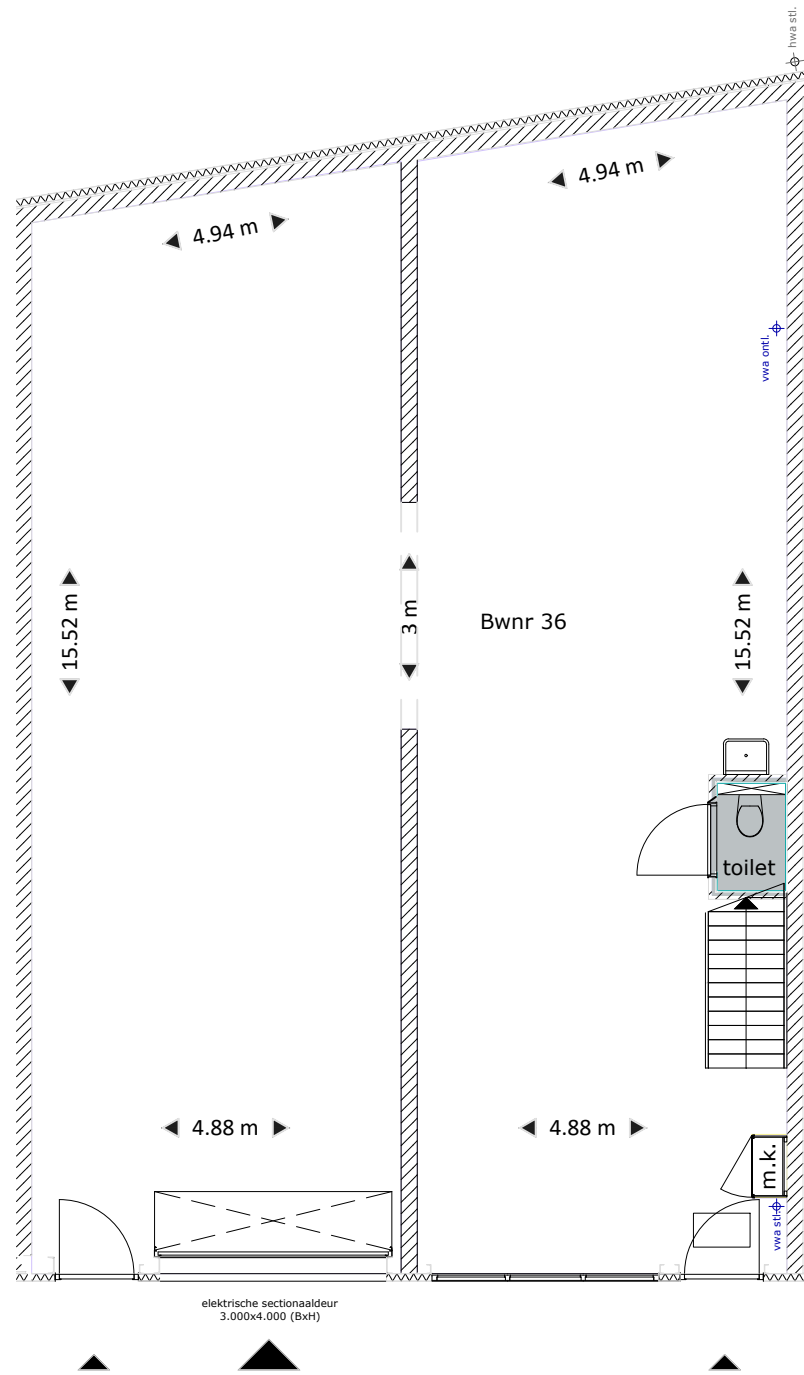 hwa stl.
4.94 m
4.94 m
vwa ontl.
15.52 m
3 m
Bwnr 36
15.52 m
toilet
4.88 m
4.88 m
m.k.
vwa stl.
elektrische sectionaaldeur
3.000x4.000 (BxH)